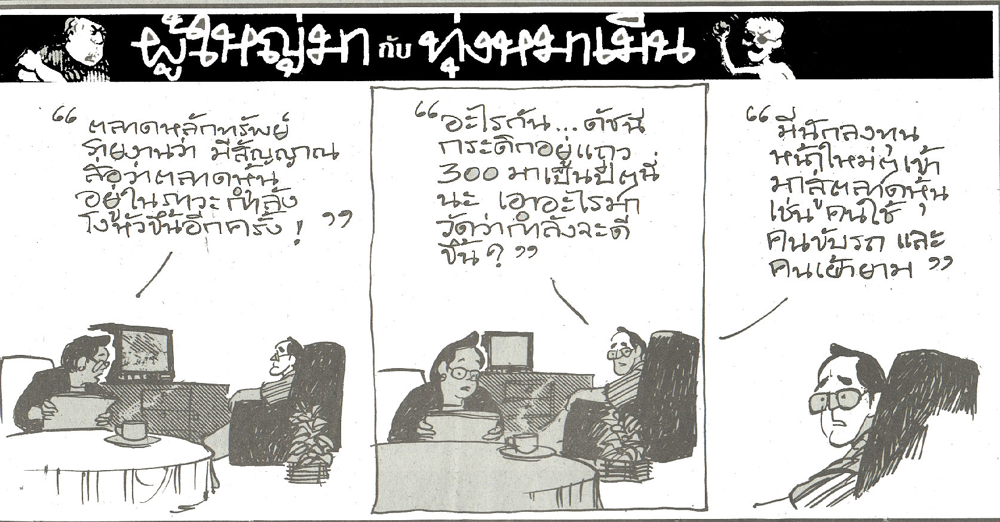 ผู้ใหญ่มา กับ ทุ่งหมาเมิน
“ ตลาดหลักทรัพย์
รายงานว่า มีสัญญาณ
สื่อว่าตลาดหุ้น
อยู่ในภาวะกำลัง
โงหัวขึ้นอีกครั้ง! ”
“ อะไรกัน... ดัชนี
กระดิกอยู่แถว
300 มาเป็นปีๆนี่
นะ เอาอะไรมา
วัดว่ากำลังจะดี
ขึ้น? ”
“ มีนักลงทุน
หน้าใหม่ๆเข้า
มาสู่ตลาดหุ้น
เช่น คนใช้
คนขับรถ และ
คนเฝ้ายาม ”